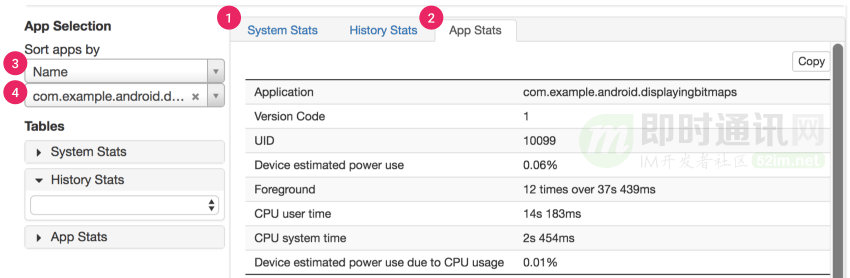 App Selection
Sort apps by
3
Name
4
com.example.android.d... ×
Tables
System Stats
History Stats
App Stats
1
System Stats
History Stats
2
App Stats
Copy
Application com.example.android.displayingbitmaps
Version Code 1
UID 10099
Device estimated power use 0.06%
Foreground 12 times over 37s 439ms
CPU user time 14s 183ms
CPU system time 2s 454ms
Device estimated power use due to CPU usage 0.01%
即时通讯网
IM开发者社区 52im.net